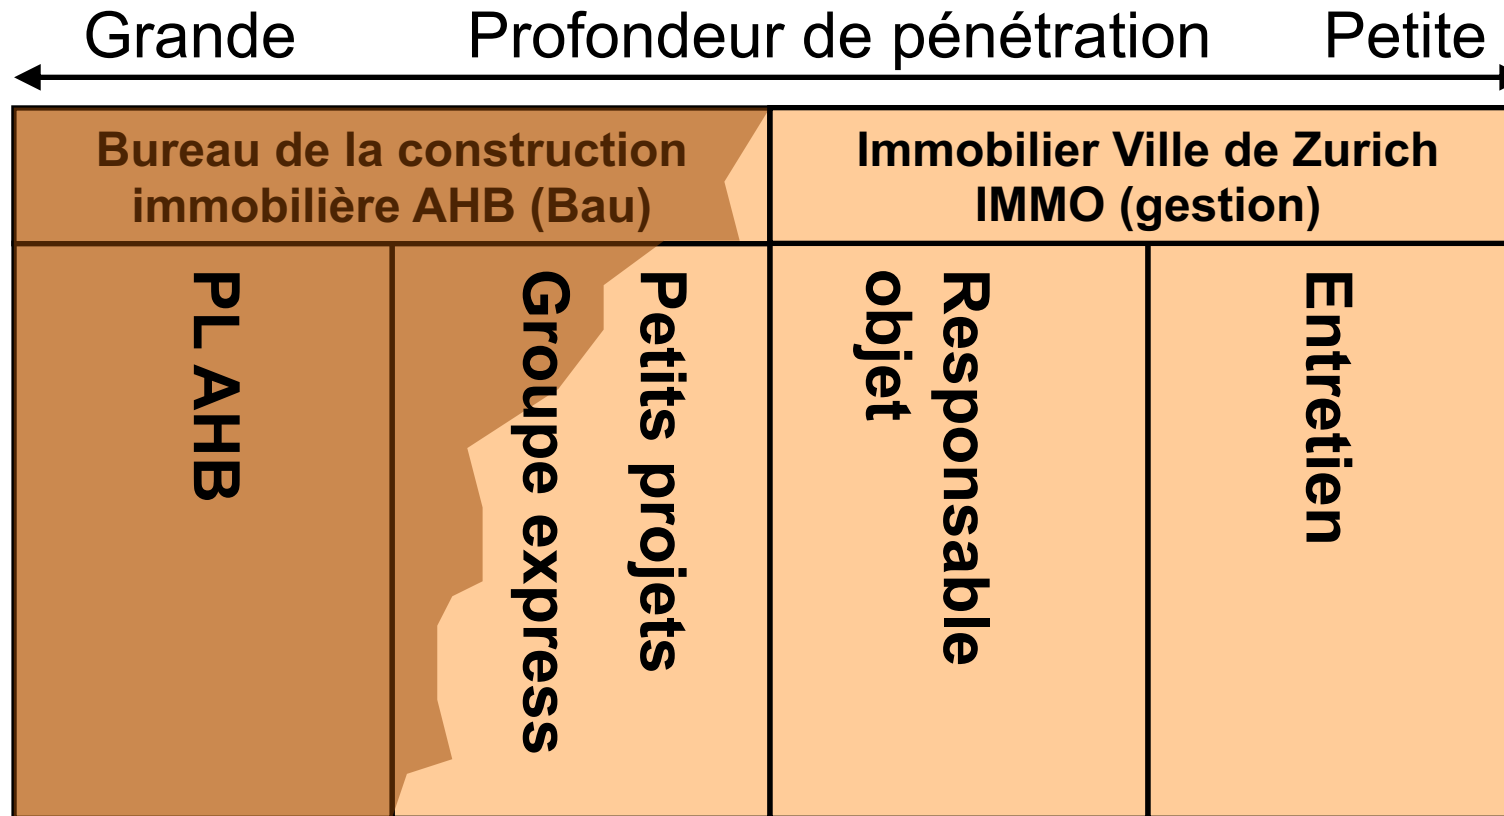 Grande Profondeur de pénétration Petite
Bureau de la construction
immobilière AHB (Bau)
Immobilier Ville de Zurich
IMMO (gestion)
PL AHB
Petits projets
Groupe express
Responsable
objet
Entretien